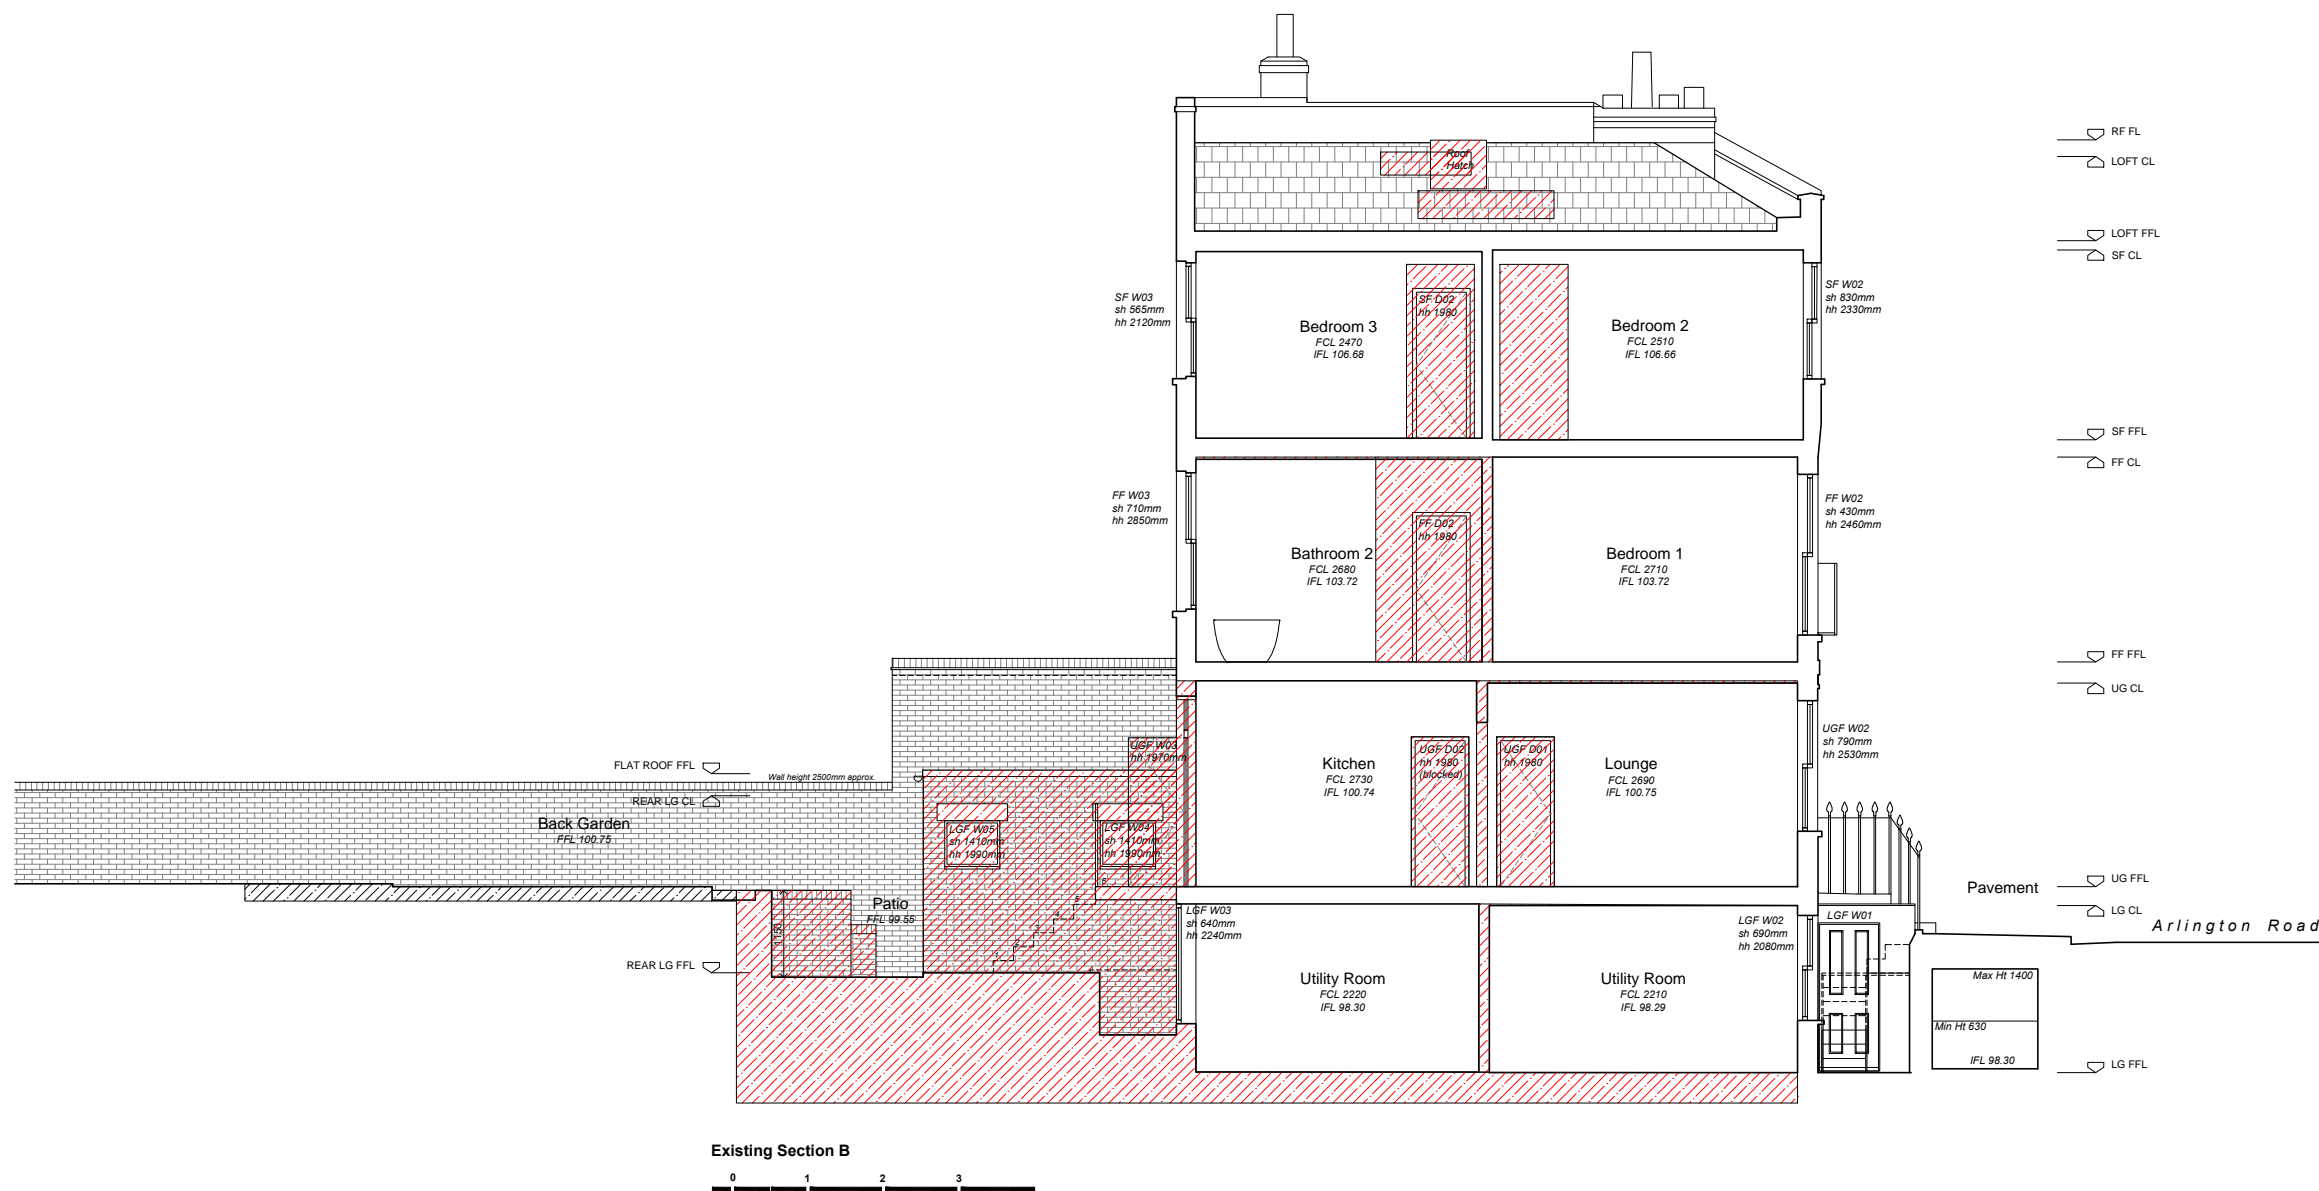 RF FL
LOFT CL
Roof
Hatch
LOFT FFL
SF CL
SF W03
sh 565mm
hh 2120mm
SF D02
hh 1980
Bedroom 3
FCL 2470
IFL 106.68
Bedroom 2
FCL 2510
IFL 106.66
SF W02
sh 830mm
hh 2330mm
SF FFL
FF CL
FF W03
sh 710mm
hh 2850mm
FF D02
hh 1980
Bathroom 2
FCL 2680
IFL 103.72
Bedroom 1
FCL 2710
IFL 103.72
FF W02
sh 430mm
hh 2460mm
FF FFL
UG CL
UGF W03
hh 1970mm
Kitchen
FCL 2730
IFL 100.74
UGF D02
hh 1980
(blocked)
UGF D01
hh 1980
Lounge
FCL 2690
IFL 100.75
UGF W02
sh 790mm
hh 2530mm
FLAT ROOF FFL
Wall height 2500mm approx.
REAR LG CL
Back Garden
FFL 100.75
LGF W05
sh 1410mm
hh 1990mm
LGF W04
sh 1410mm
hh 1990mm
Pavement
UG FFL
LG CL
Arlington Road
Patio
FFL 99.55
1150
1
2
3
4
5
6
LGF W03
sh 640mm
hh 2240mm
LGF W02
sh 690mm
hh 2080mm
LGF W01
REAR LG FFL
Utility Room
FCL 2220
IFL 98.30
Utility Room
FCL 2210
IFL 98.29
Max Ht 1400
Min Ht 630
IFL 98.30
LG FFL
Existing Section B
0 1 2 3